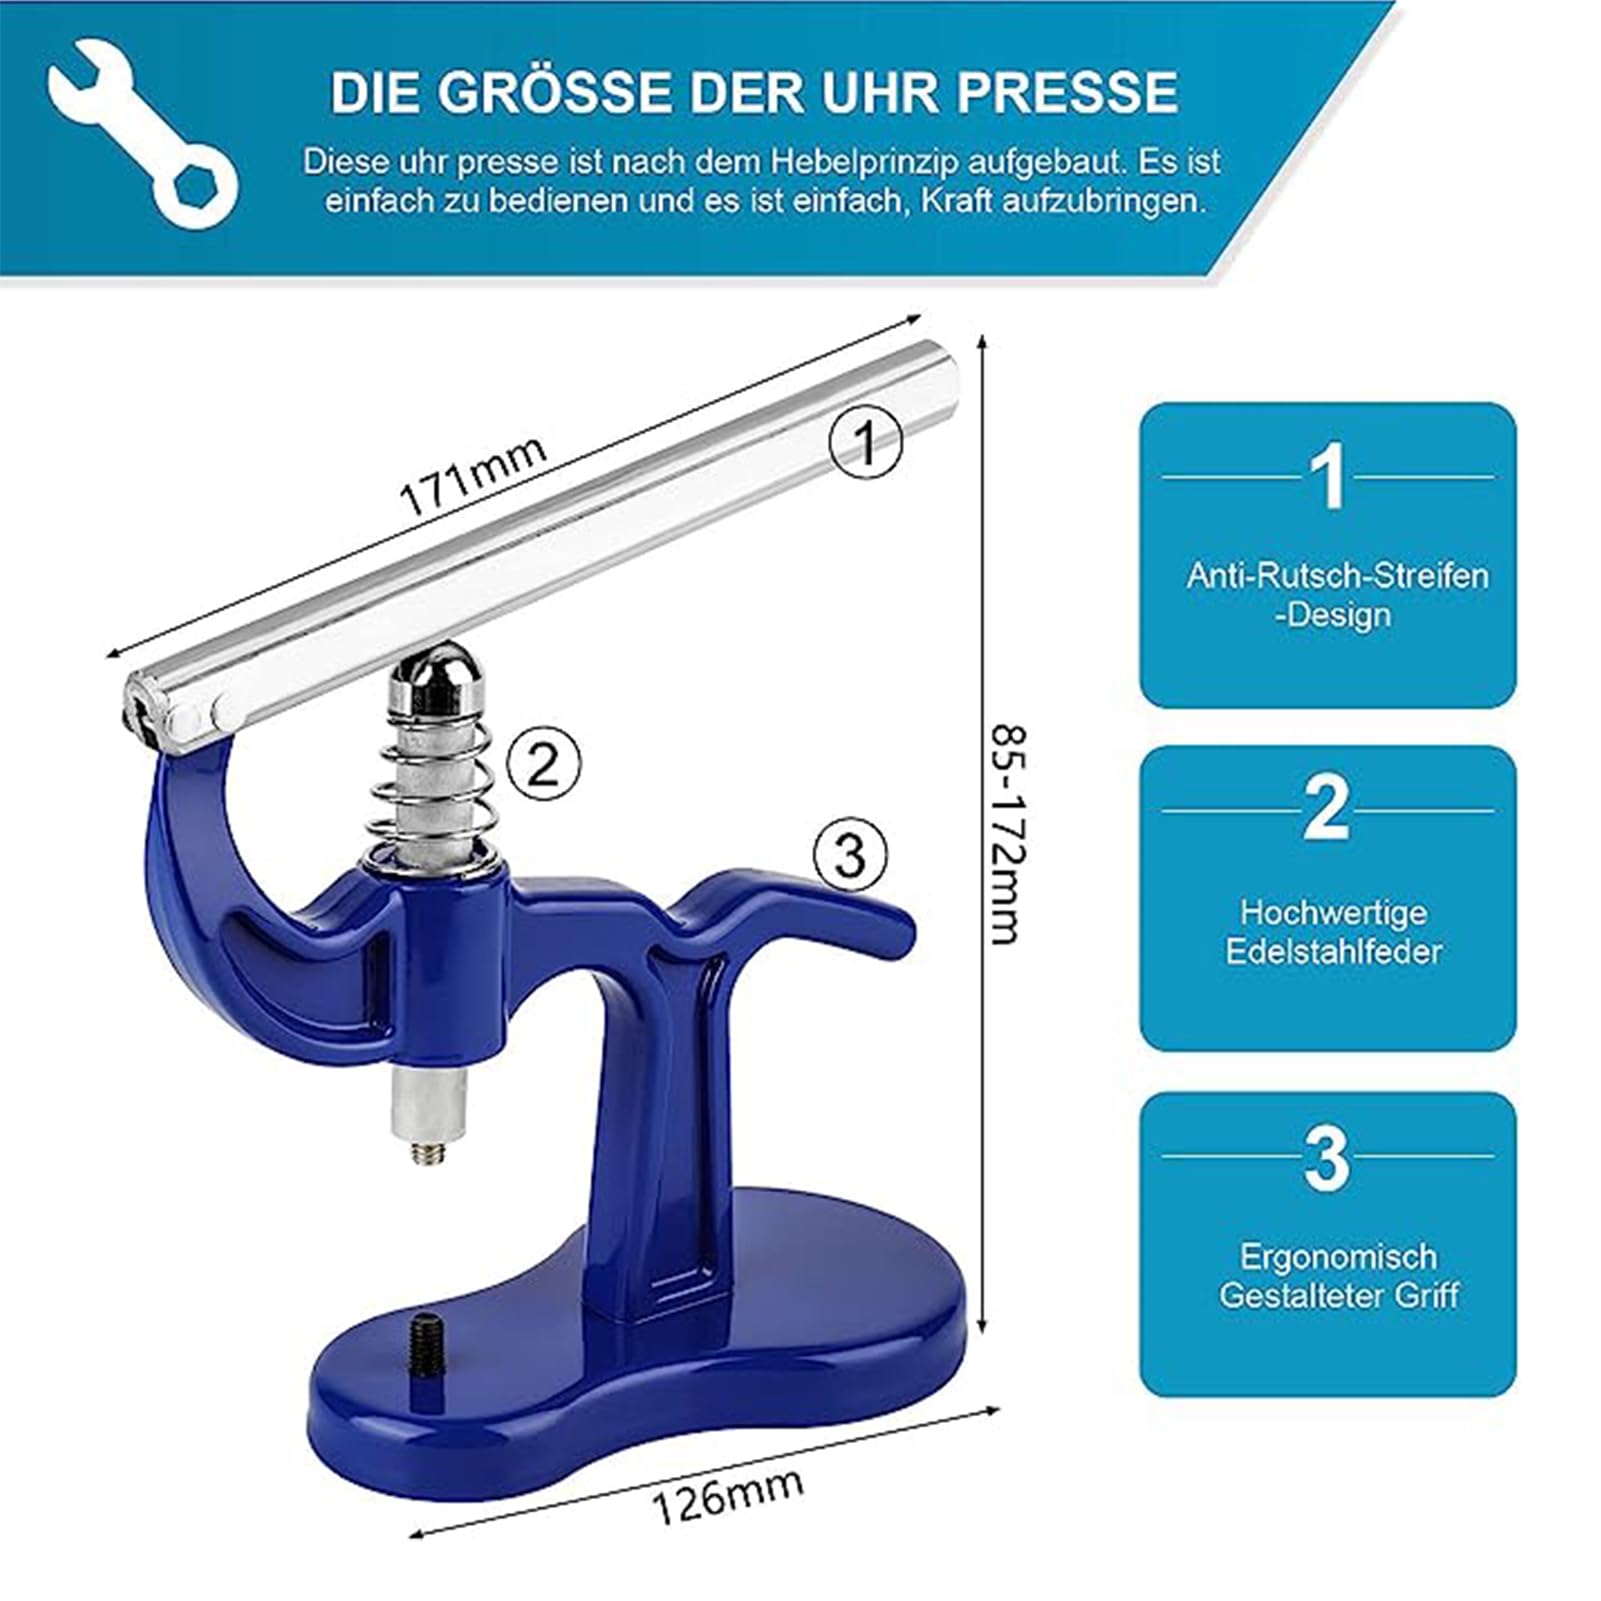 DIE GRÖSSE DER UHR PRESSE
Diese uhr presse ist nach dem Hebelprinzip aufgebaut. Es ist
einfach zu bedienen und es ist einfach, Kraft aufzubringen.
171mm
1
2
3
85-172mm
126mm
1
Anti-Rutsch-Streifen
-Design
2
Hochwertige
Edelstahlfeder
3
Ergonomisch
Gestalteter Griff